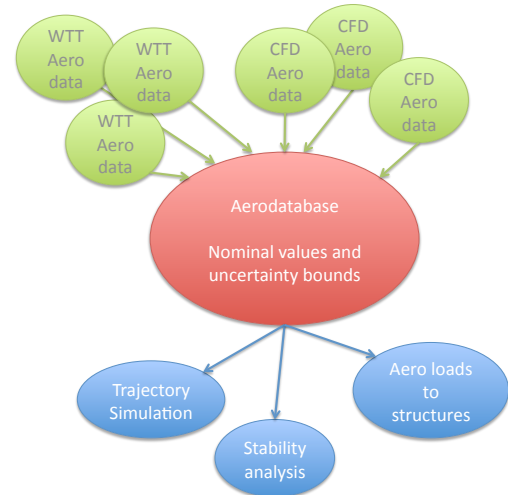 WTT
Aero
data
WTT
Aero
data
WTT
Aero
data
CFD
Aero
data
CFD
Aero
data
CFD
Aero
data
Aerodatabase
Nominal values and
uncertainty bounds
Trajectory
Simulation
Stability
analysis
Aero loads
to
structures